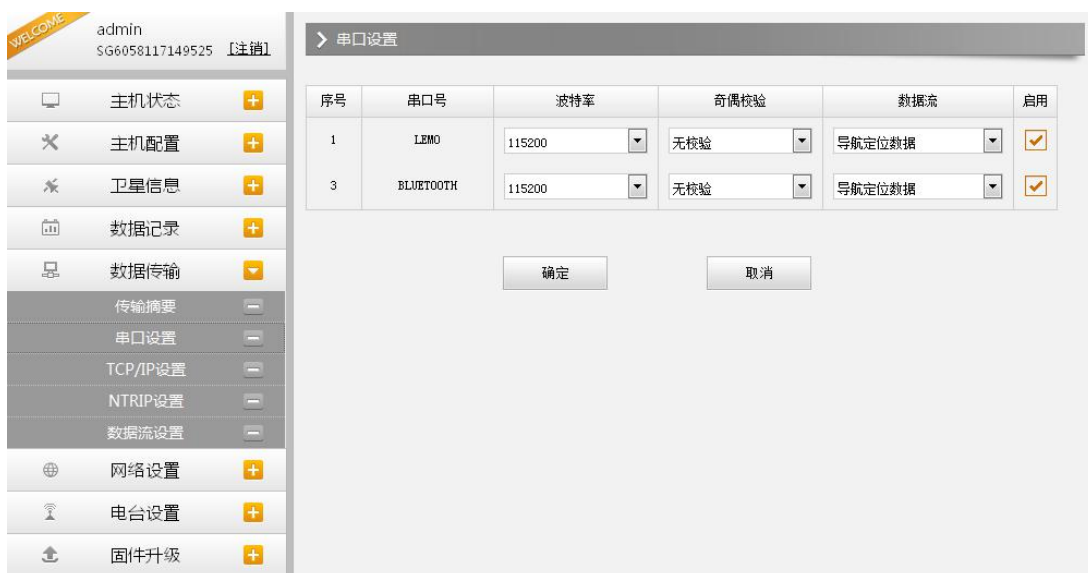 WELCOME
admin
SG6058117149525 [注销]
主机状态
主机配置
卫星信息
数据记录
数据传输
传输摘要
串口设置
TCP/IP设置
NTRIP设置
数据流设置
网络设置
电台设置
固件升级
串口设置
序号 串口号 波特率 奇偶校验 数据流 启用
1 LEMO 115200 无校验 导航定位数据
3 BLUETOOTH 115200 无校验 导航定位数据
确定 取消